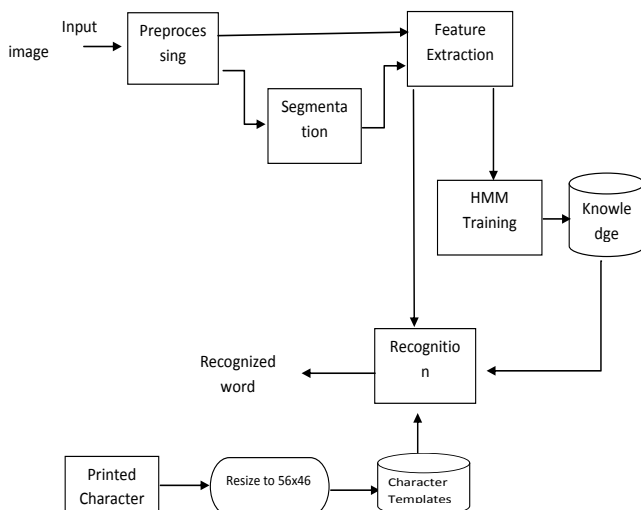 Input
image
Preproces
sing
Feature
Extraction
Segmenta
tion
HMM
Training
Knowle
dge
Recognitio
n
Recognized
word
Printed
Character
Resize to 56x46
Character
Templates